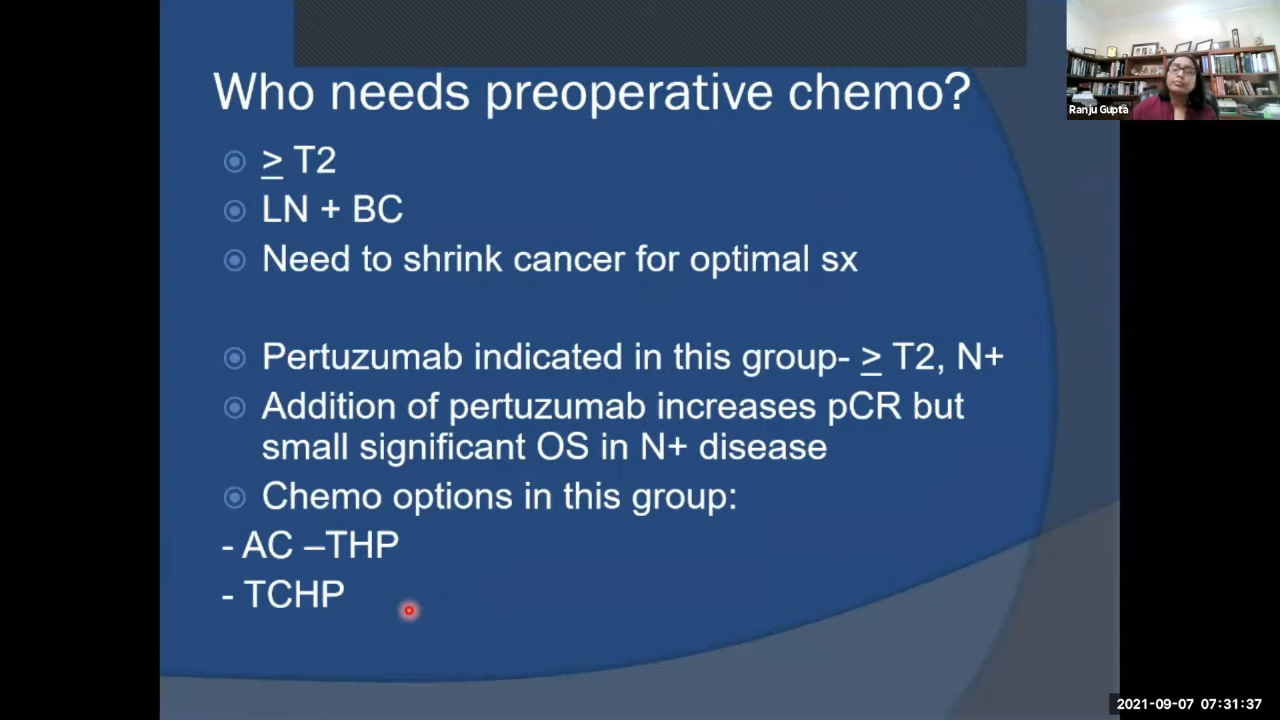 Who needs preoperative chemo?
≥ T2
LN + BC
Need to shrink cancer for optimal sx
Pertuzumab indicated in this group- ≥ T2, N+
Addition of pertuzumab increases pCR but
small significant OS in N+ disease
Chemo options in this group:
- AC –THP
- TCHP
Ranju Gupta
2021-09-07 07:31:37